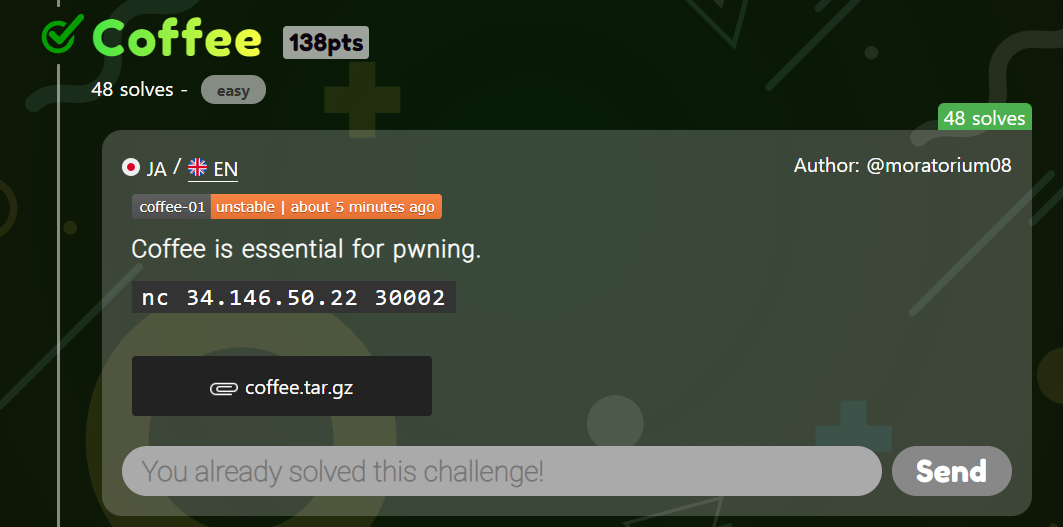 Coffee 138pts
48 solves - easy
48 solves
JA / EN
Author: @moratorium08
coffee-01 unstable | about 5 minutes ago
Coffee is essential for pwning.
nc 34.146.50.22 30002
coffee.tar.gz
You already solved this challenge!
Send